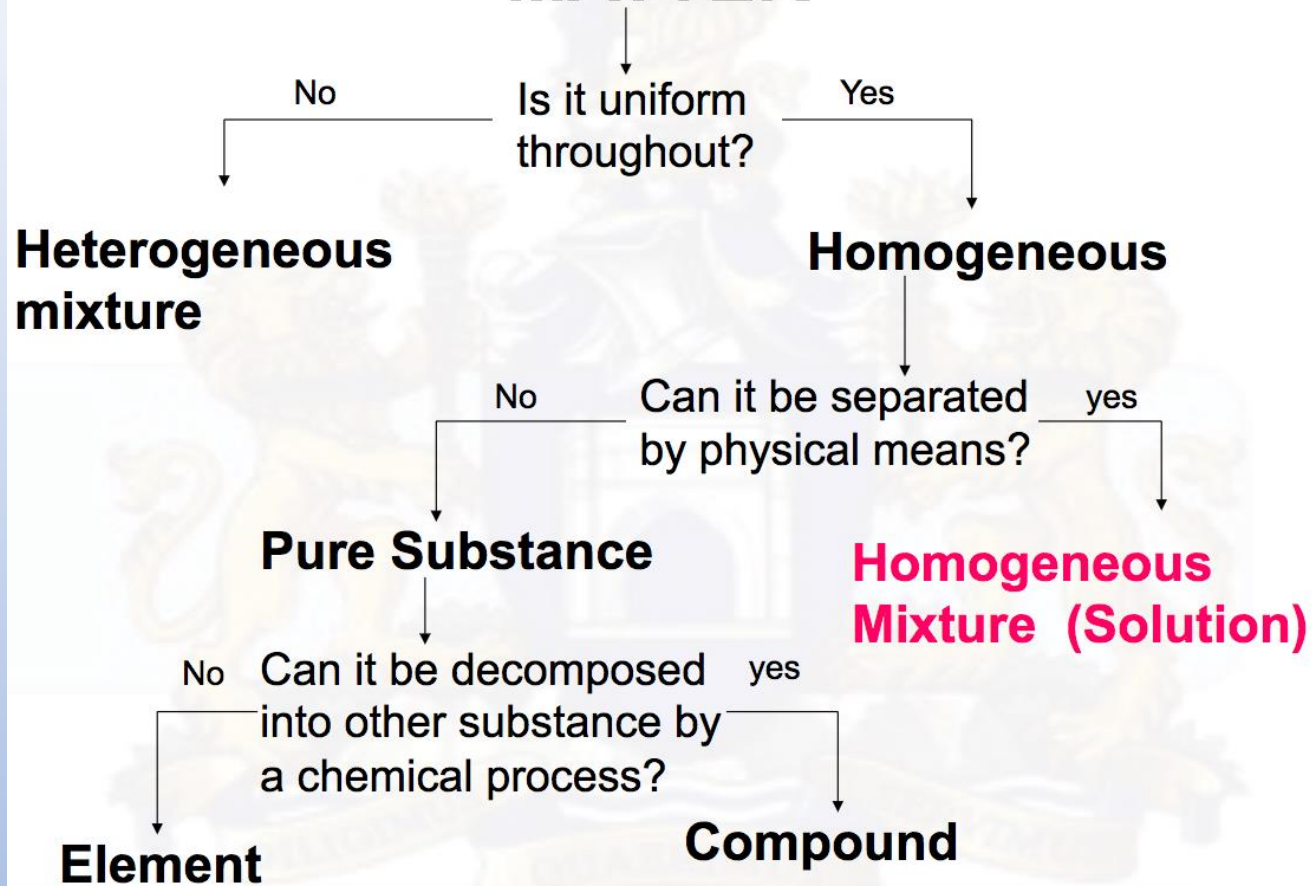 No
Is it uniform
throughout?
Yes
Heterogeneous
mixture
Homogeneous
No
Can it be separated
by physical means?
yes
Pure Substance
Homogeneous
Mixture (Solution)
No
Can it be decomposed
into other substance by
a chemical process?
yes
Element
Compound